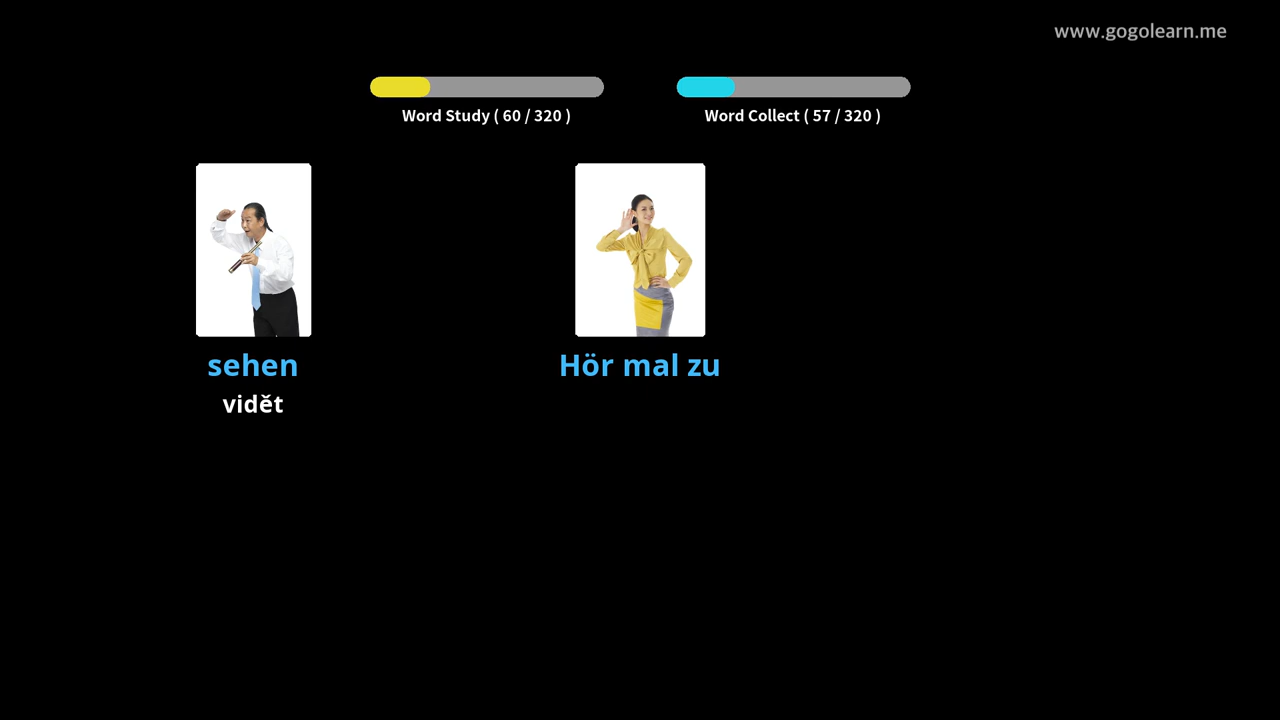 www.gogolearn.me
Word Study ( 60 / 320 )
Word Collect ( 57 / 320 )
sehen
Hör mal zu
vidět